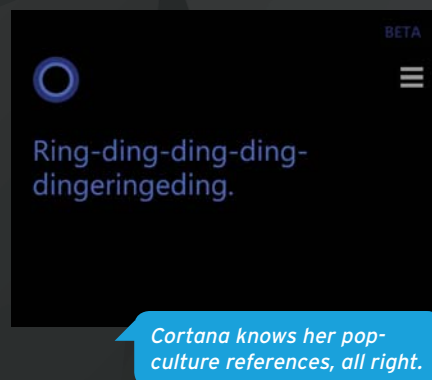 BETA
Ring-ding-ding-ding-
dingeringeding.
Cortana knows her pop-
culture references, all right.